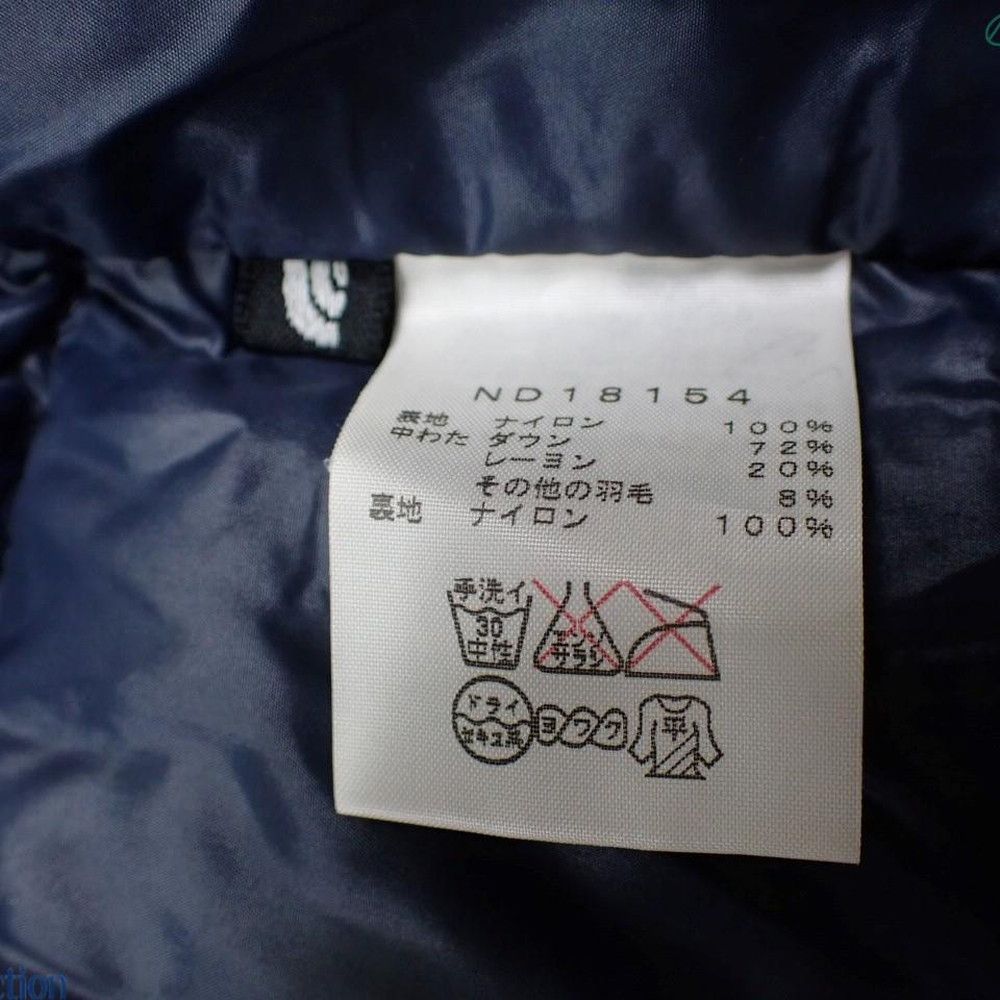 ND18154
表地 ナイロン 100%
中わた ダウン 72%
レーヨン 20%
その他の羽毛 8%
裏地 ナイロン 100%
手洗イ
30
中性
エンソ
サラシ
ドライ
セキユ系
ヨワク
平
ction